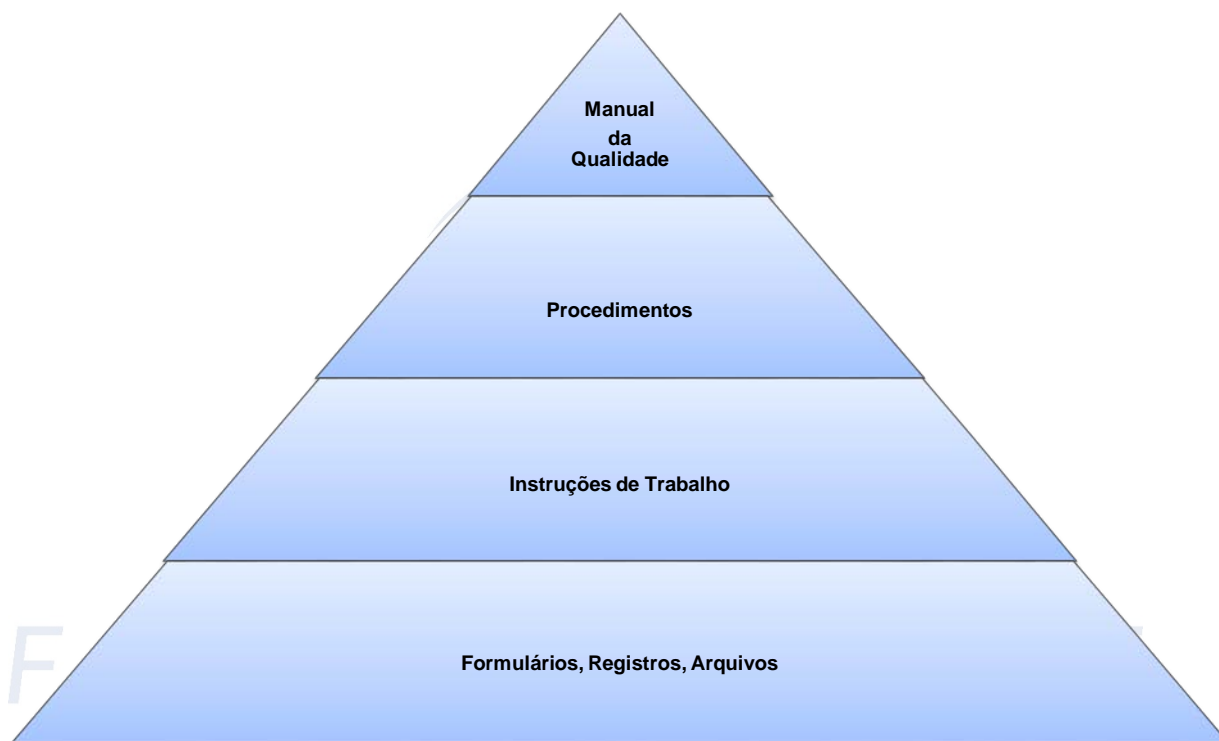 Manual
da
Qualidade
Procedimentos
Instruções de Trabalho
Formulários, Registros, Arquivos
F